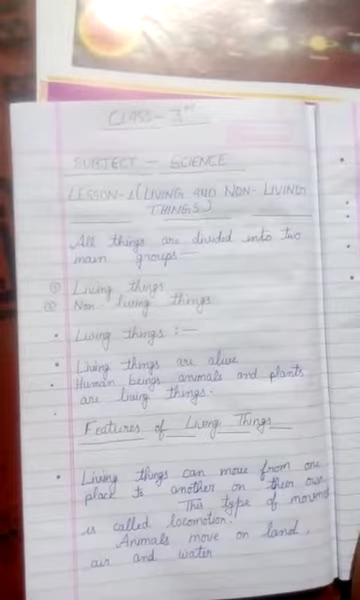 CLASS- 3rd
SUBJECT - SCIENCE
LESSON-1 (LIVING AND NON-LIVING
THINGS)
All things are divided into two
main groups-
① Living things
② Non-living things
• Living things :-
• Living things are alive
• Human beings animals and plants
are living things.
Features of Living Things
• Living things can move from one
place to another on their own
This type of movemen
is called locomotion.
Animals move on land,
air and water